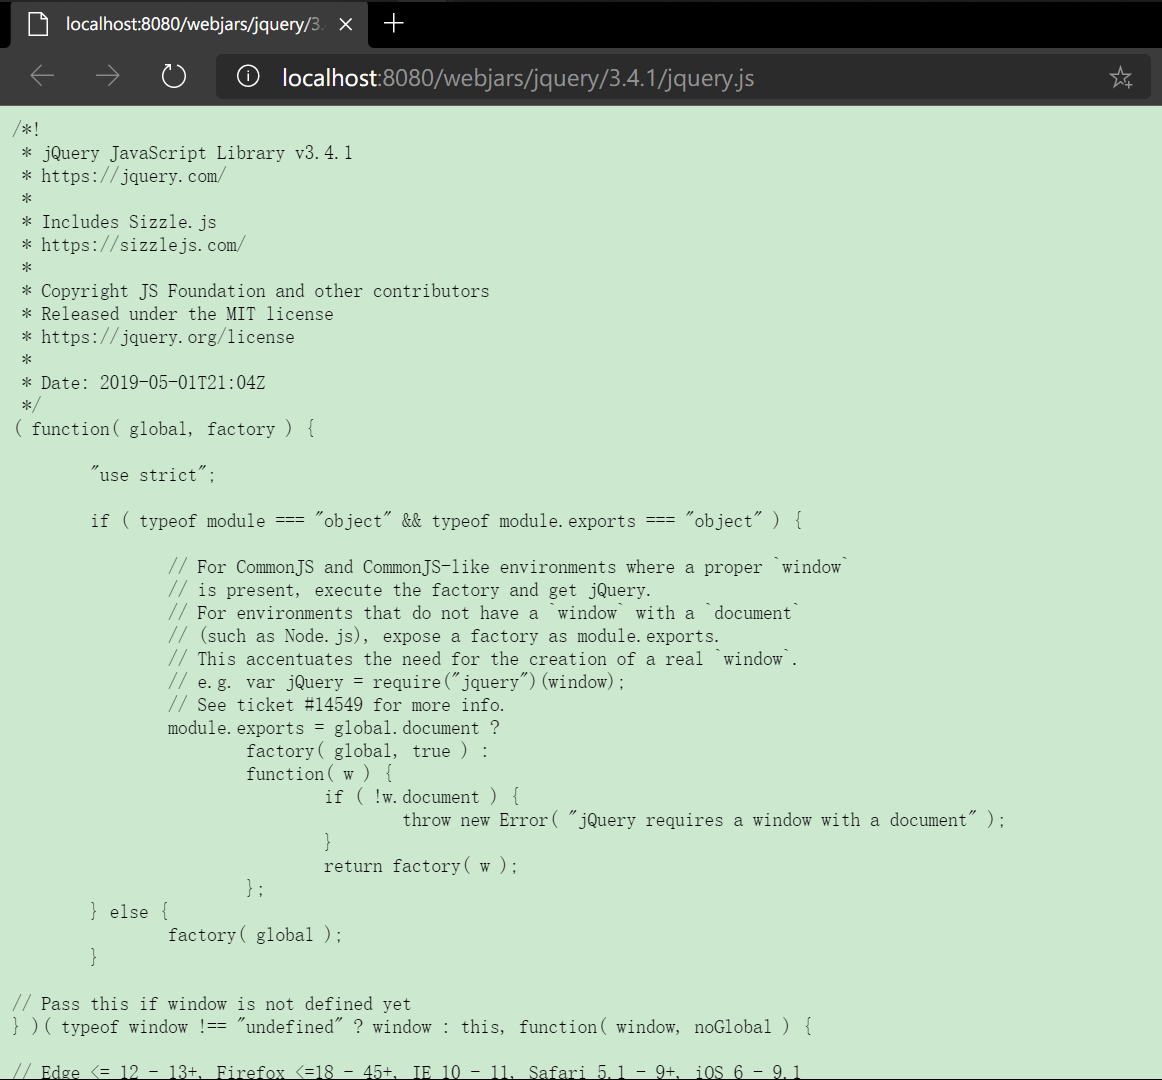 localhost:8080/webjars/jquery/3.
localhost:8080/webjars/jquery/3.4.1/jquery.js
/*!
 * jQuery JavaScript Library v3.4.1
 * https://jquery.com/
 *
 * Includes Sizzle.js
 * https://sizzlejs.com/
 *
 * Copyright JS Foundation and other contributors
 * Released under the MIT license
 * https://jquery.org/license
 *
 * Date: 2019-05-01T21:04Z
 */
( function( global, factory ) {

	"use strict";

	if ( typeof module === "object" && typeof module.exports === "object" ) {

		// For CommonJS and CommonJS-like environments where a proper `window`
		// is present, execute the factory and get jQuery.
		// For environments that do not have a `window` with a `document`
		// (such as Node.js), expose a factory as module.exports.
		// This accentuates the need for the creation of a real `window`.
		// e.g. var jQuery = require("jquery")(window);
		// See ticket #14549 for more info.
		module.exports = global.document ?
			factory( global, true ) :
			function( w ) {
				if ( !w.document ) {
					throw new Error( "jQuery requires a window with a document" );
				}
				return factory( w );
			};
	} else {
		factory( global );
	}

// Pass this if window is not defined yet
} )( typeof window !== "undefined" ? window : this, function( window, noGlobal ) {

// Edge <= 12 - 13+, Firefox <=18 - 45+, IE 10 - 11, Safari 5.1 - 9+, iOS 6 - 9.1